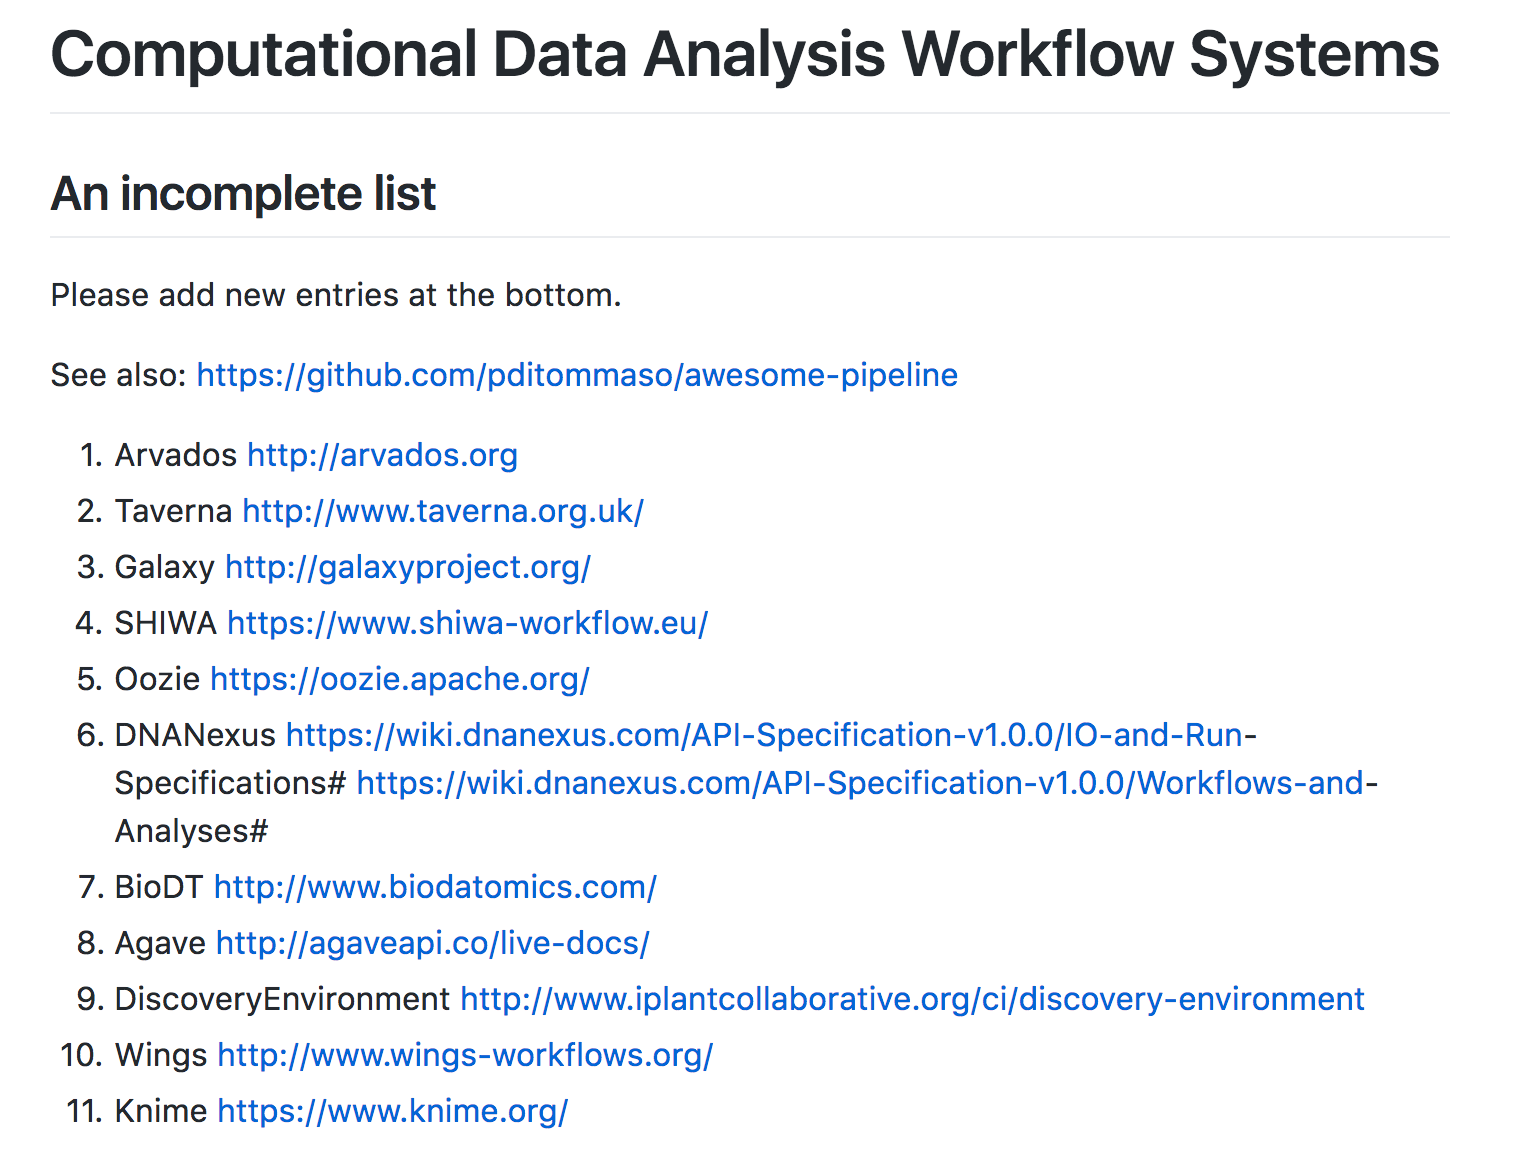 Computational Data Analysis Workflow Systems
An incomplete list
Please add new entries at the bottom.
See also: https://github.com/pditommaso/awesome-pipeline
1. Arvados http://arvados.org
2. Taverna http://www.taverna.org.uk/
3. Galaxy http://galaxyproject.org/
4. SHIWA https://www.shiwa-workflow.eu/
5. Oozie https://oozie.apache.org/
6. DNANexus https://wiki.dnanexus.com/API-Specification-v1.0.0/IO-and-Run-
Specifications# https://wiki.dnanexus.com/API-Specification-v1.0.0/Workflows-and-
Analyses#
7. BioDT http://www.biodatomics.com/
8. Agave http://agaveapi.co/live-docs/
9. DiscoveryEnvironment http://www.iplantcollaborative.org/ci/discovery-environment
10. Wings http://www.wings-workflows.org/
11. Knime https://www.knime.org/